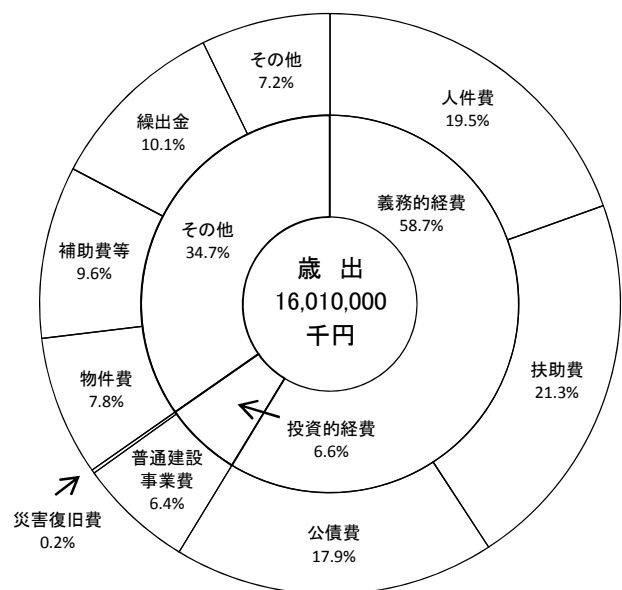 歳 出
16,010,000
千円
義務的経費
58.7%
投資的経費
6.6%
その他
34.7%
人件費
19.5%
扶助費
21.3%
公債費
17.9%
普通建設
事業費
6.4%
災害復旧費
0.2%
物件費
7.8%
補助費等
9.6%
繰出金
10.1%
その他
7.2%